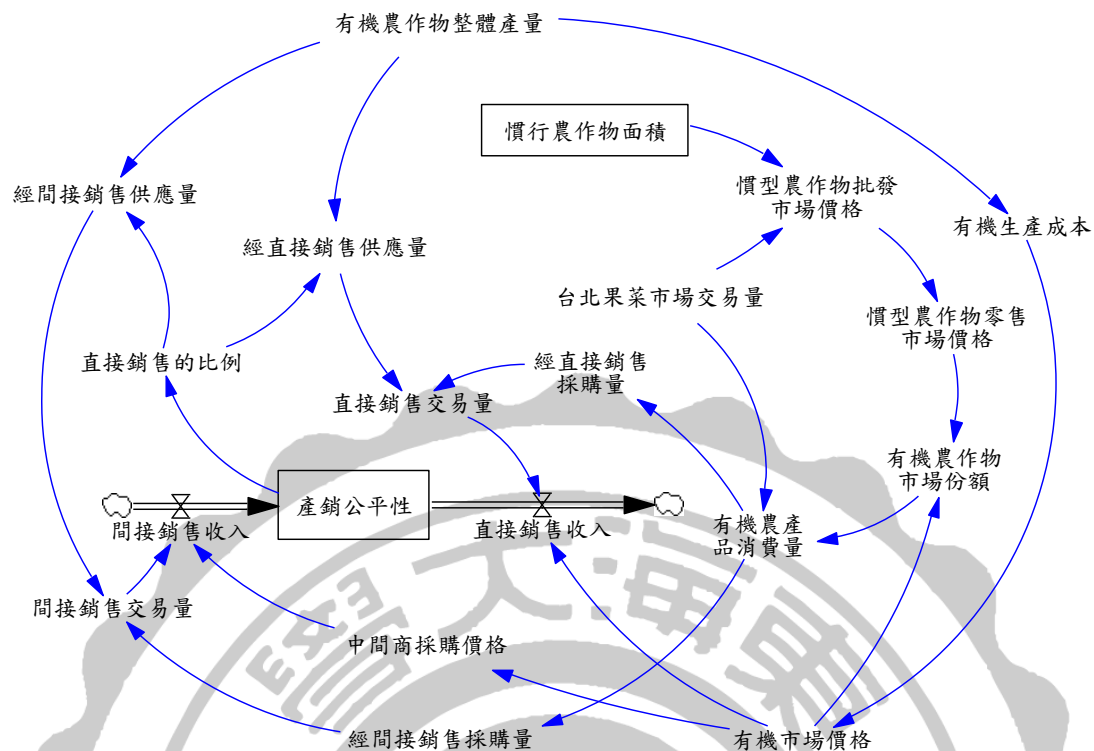 有機農作物整體產量
慣行農作物面積
慣型農作物批發
市場價格
經間接銷售供應量
有機生產成本
經直接銷售供應量
台北果菜市場交易量
慣型農作物零售
市場價格
直接銷售的比例
經直接銷售
採購量
直接銷售交易量
有機農作物
市場份額
產銷公平性
間接銷售收入
直接銷售收入
有機農產
品消費量
間接銷售交易量
中間商採購價格
經間接銷售採購量
有機市場價格
東海大學